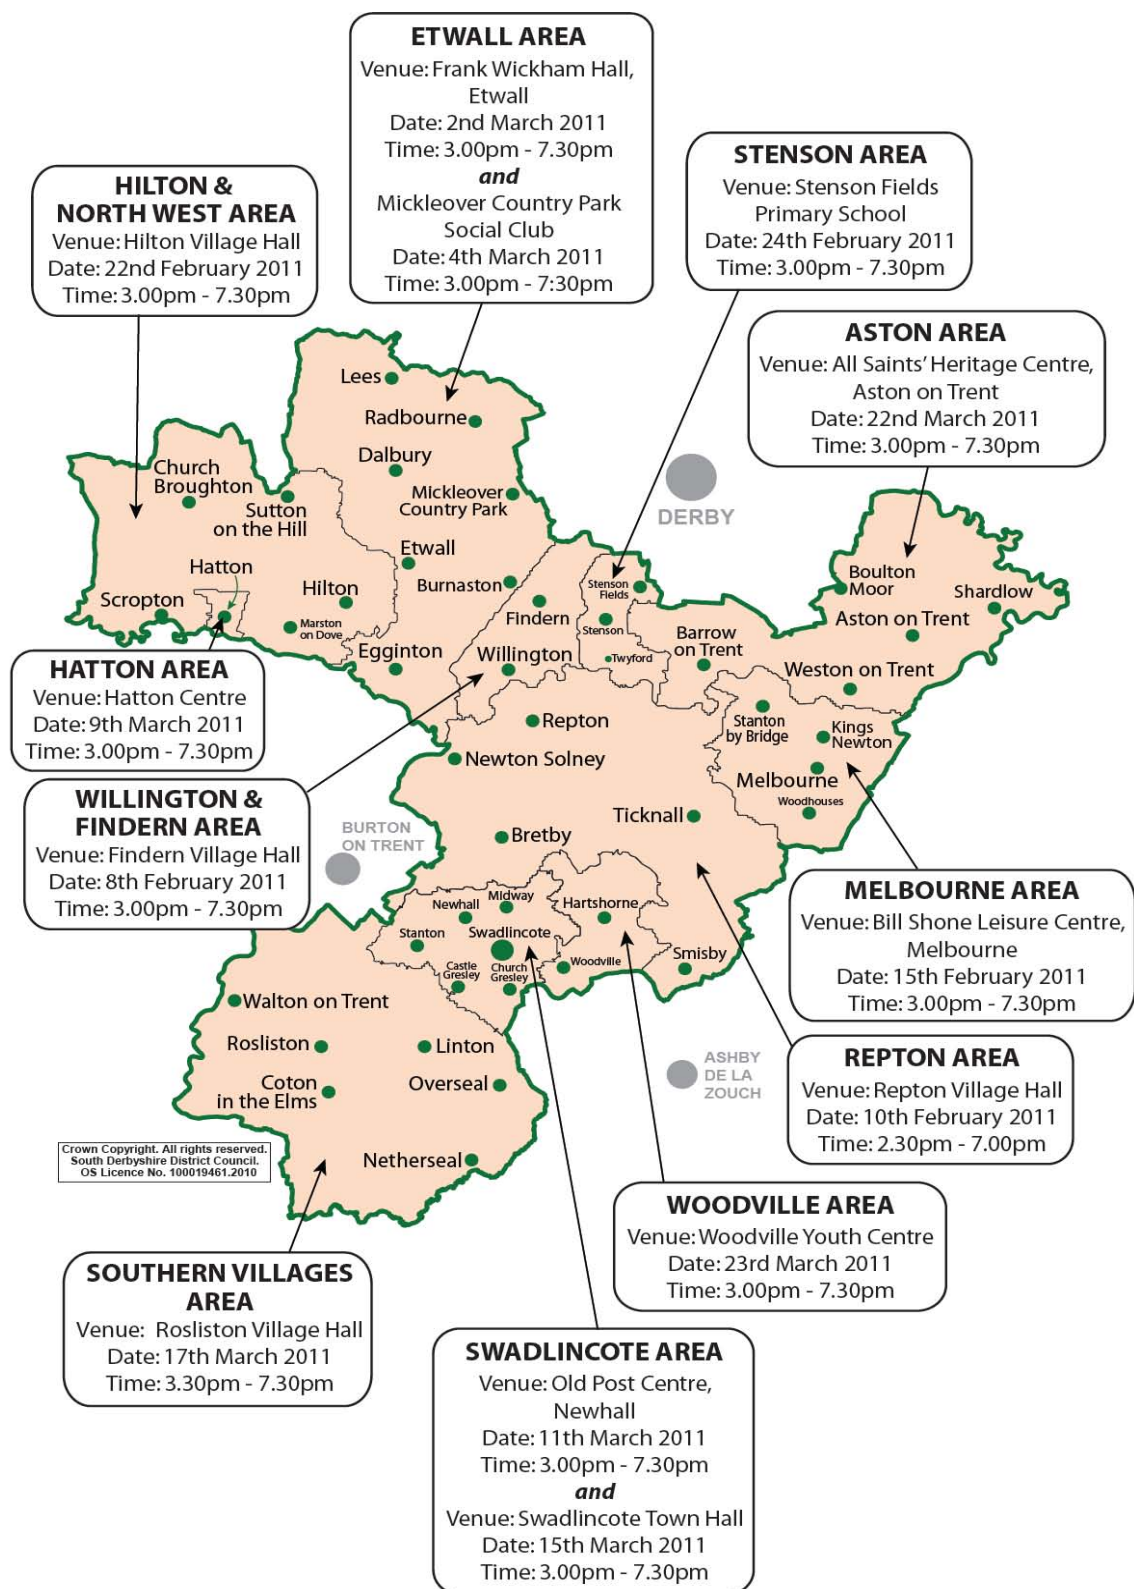 ETWALL AREA
Venue: Frank Wickham Hall,
Etwall
Date: 2nd March 2011
Time: 3.00pm - 7.30pm
and
Mickleover Country Park
Social Club
Date: 4th March 2011
Time: 3.00pm - 7:30pm
STENSON AREA
Venue: Stenson Fields
Primary School
Date: 24th February 2011
Time: 3.00pm - 7.30pm
HILTON &
NORTH WEST AREA
Venue: Hilton Village Hall
Date: 22nd February 2011
Time: 3.00pm - 7.30pm
ASTON AREA
Venue: All Saints' Heritage Centre,
Aston on Trent
Date: 22nd March 2011
Time: 3.00pm - 7.30pm
Lees
Radbourne
Dalbury
Mickleover
Country Park
Church
Broughton
Sutton
on the Hill
DERBY
Etwall
Burnaston
Hatton
Hilton
Scropton
Marston
on Dove
Egginton
Findern
Willington
Stenson
Fields
Stenson
Twyford
Barrow
on Trent
Boulton
Moor
Shardlow
Aston on Trent
Weston on Trent
HATTON AREA
Venue: Hatton Centre
Date: 9th March 2011
Time: 3.00pm - 7.30pm
Repton
Newton Solney
Stanton
by Bridge
Kings
Newton
Melbourne
Woodhouses
WILLINGTON &
FINDERN AREA
Venue: Findern Village Hall
Date: 8th February 2011
Time: 3.00pm - 7.30pm
BURTON
ON TRENT
Bretby
Ticknall
MELBOURNE AREA
Venue: Bill Shone Leisure Centre,
Melbourne
Date: 15th February 2011
Time: 3.00pm - 7.30pm
Midway
Newhall
Hartshorne
Stanton
Swadlincote
Castle
Gresley
Church
Gresley
Woodville
Smisby
Walton on Trent
Rosliston
Linton
Coton
in the Elms
Overseal
Netherseal
ASHBY
DE LA
ZOUCH
REPTON AREA
Venue: Repton Village Hall
Date: 10th February 2011
Time: 2.30pm - 7.00pm
Crown Copyright. All rights reserved.
South Derbyshire District Council.
OS Licence No. 100019461.2010
WOODVILLE AREA
Venue: Woodville Youth Centre
Date: 23rd March 2011
Time: 3.00pm - 7.30pm
SOUTHERN VILLAGES
AREA
Venue: Rosliston Village Hall
Date: 17th March 2011
Time: 3.30pm - 7.30pm
SWADLINCOTE AREA
Venue: Old Post Centre,
Newhall
Date: 11th March 2011
Time: 3.00pm - 7.30pm
and
Venue: Swadlincote Town Hall
Date: 15th March 2011
Time: 3.00pm - 7.30pm